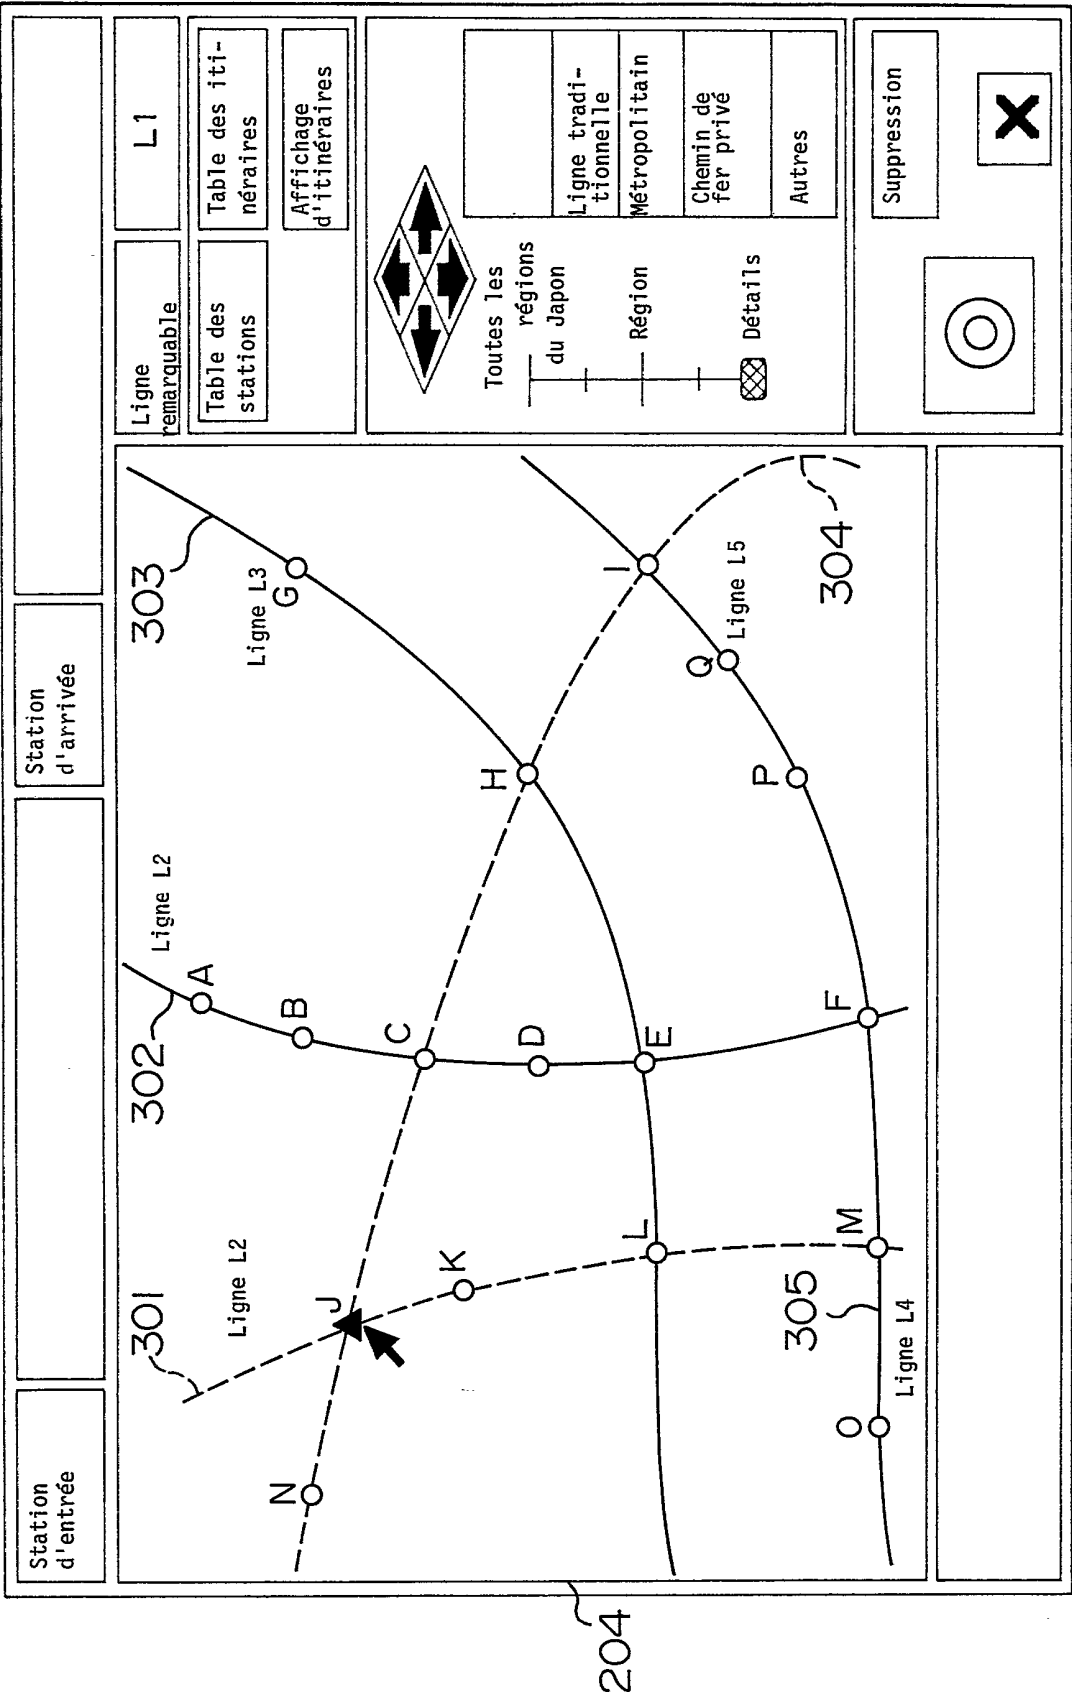 Station
d'entrée
Station
d'arrivée
Ligne
remarquable
L1
Table des
stations
Table des iti-
néraires
Affichage
d'itinéraires
Toutes les
régions
du Japon
Région
Détails
Ligne tradi-
tionnelle
Métropolitain
Chemin de
fer privé
Autres
Suppression
301
Ligne L2
302
Ligne L2
303
Ligne L3
304
Ligne L5
305
Ligne L4
A
B
C
D
E
F
G
H
I
J
K
L
M
N
O
P
Q
204